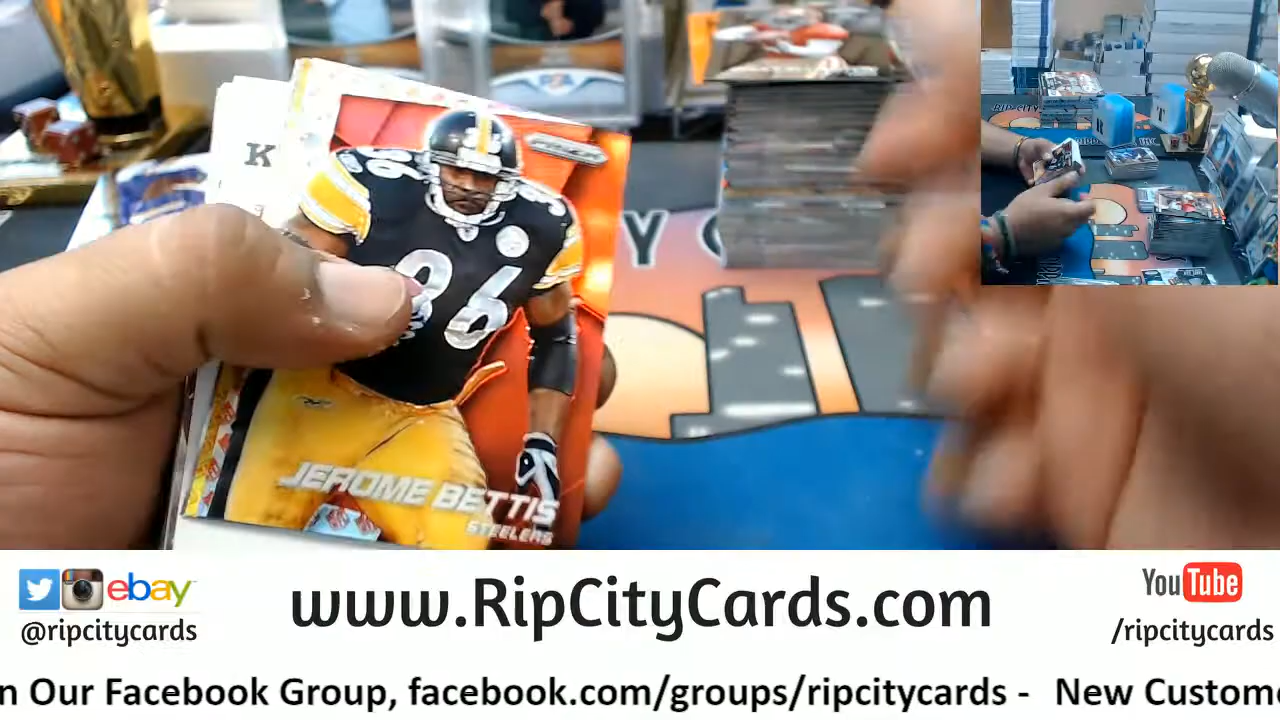 K
36
36
36
Y C
JEROME BETTIS
STEELERS
ebay
@ripcitycards
www.RipCityCards.com
YouTube
/ripcitycards
n Our Facebook Group, facebook.com/groups/ripcitycards - New Custome